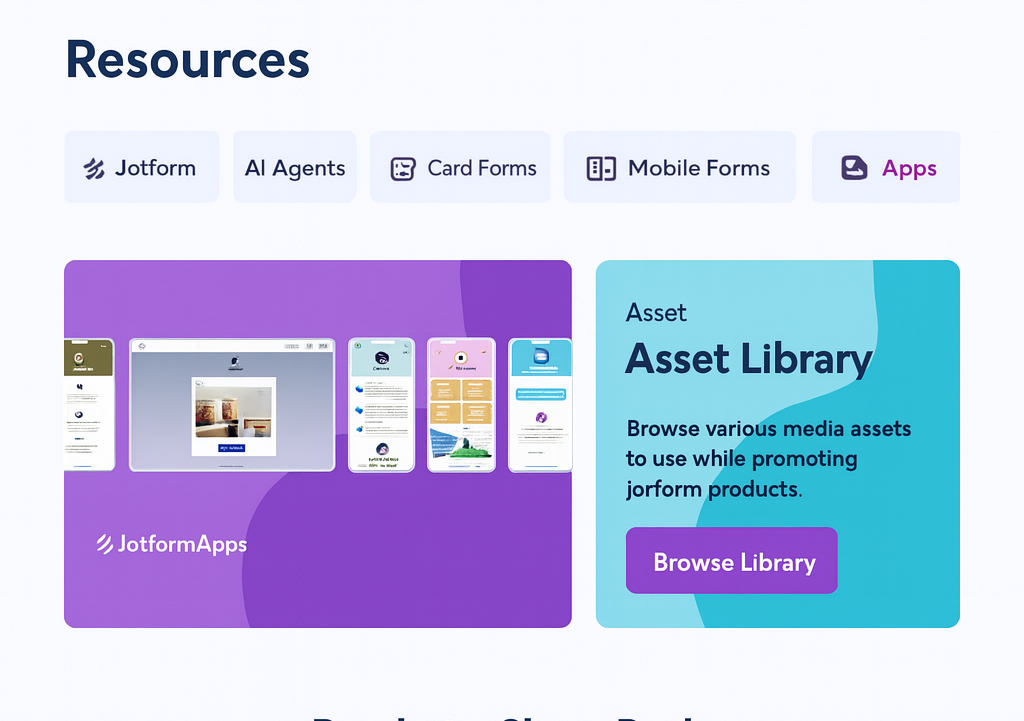 Resources
Jotform
AI Agents
Card Forms
Mobile Forms
Apps
JotformApps
Asset
Asset Library
Browse various media assets
to use while promoting
jorform products.
Browse Library